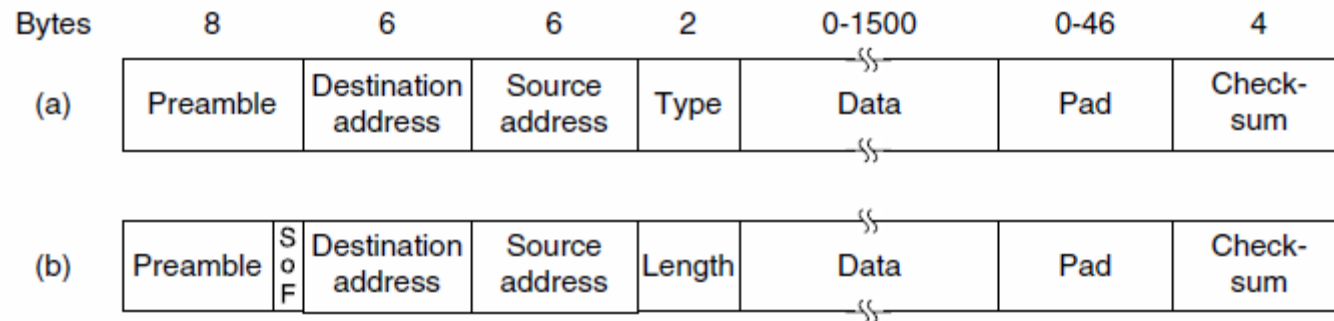 Bytes 8 6 6 2 0-1500 0-46 4
(a) Preamble Destination address Source address Type Data Pad Check-sum
(b) Preamble SoF Destination address Source address Length Data Pad Check-sum